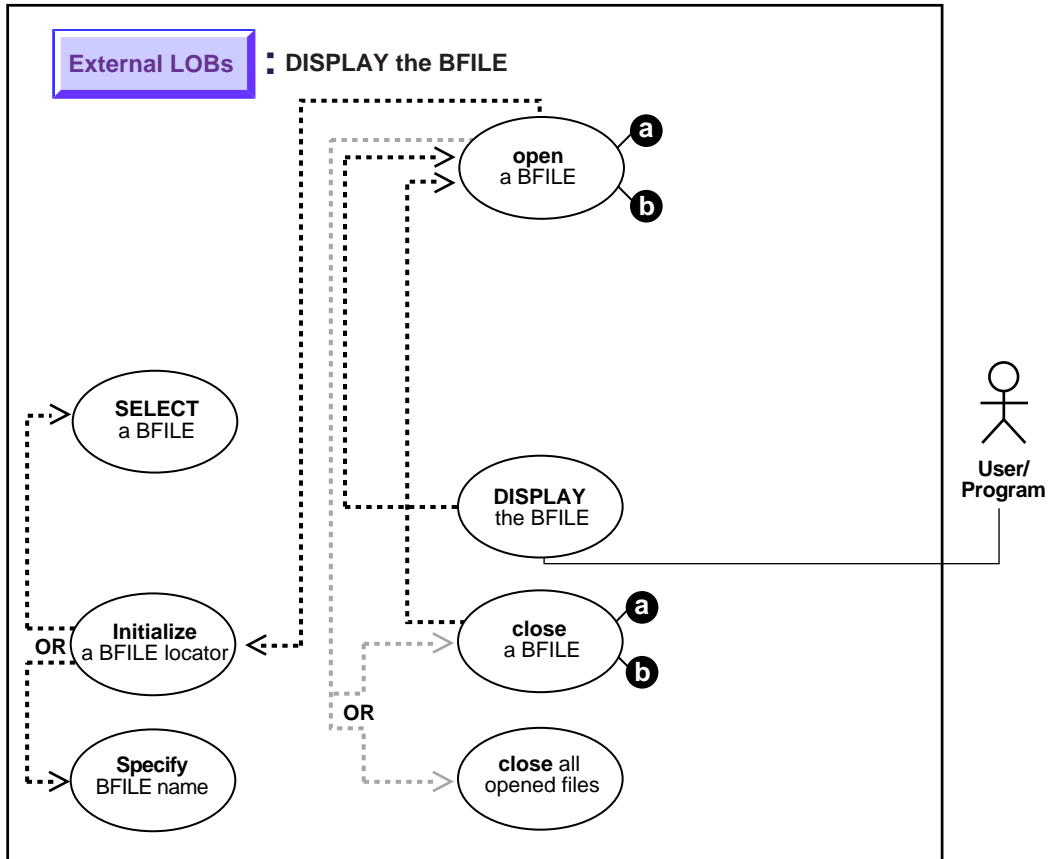 External LOBs : DISPLAY the BFILE
a
open
a BFILE
b
SELECT
a BFILE
User/
Program
DISPLAY
the BFILE
a
Initialize
a BFILE locator
OR
close
a BFILE
b
OR
Specify
BFILE name
close all
opened files